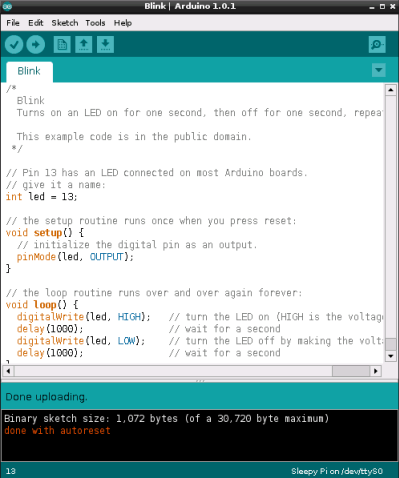 Blink | Arduino 1.0.1
File Edit Sketch Tools Help
Blink
/*
  Blink
  Turns on an LED on for one second, then off for one second, repea

  This example code is in the public domain.
 */

// Pin 13 has an LED connected on most Arduino boards.
// give it a name:
int led = 13;

// the setup routine runs once when you press reset:
void setup() {
  // initialize the digital pin as an output.
  pinMode(led, OUTPUT);
}

// the loop routine runs over and over again forever:
void loop() {
  digitalWrite(led, HIGH);   // turn the LED on (HIGH is the voltage
  delay(1000);               // wait for a second
  digitalWrite(led, LOW);    // turn the LED off by making the volta
  delay(1000);               // wait for a second
Done uploading.
Binary sketch size: 1,072 bytes (of a 30,720 byte maximum)
done with autoreset
13
Sleepy Pi on /dev/ttyS0